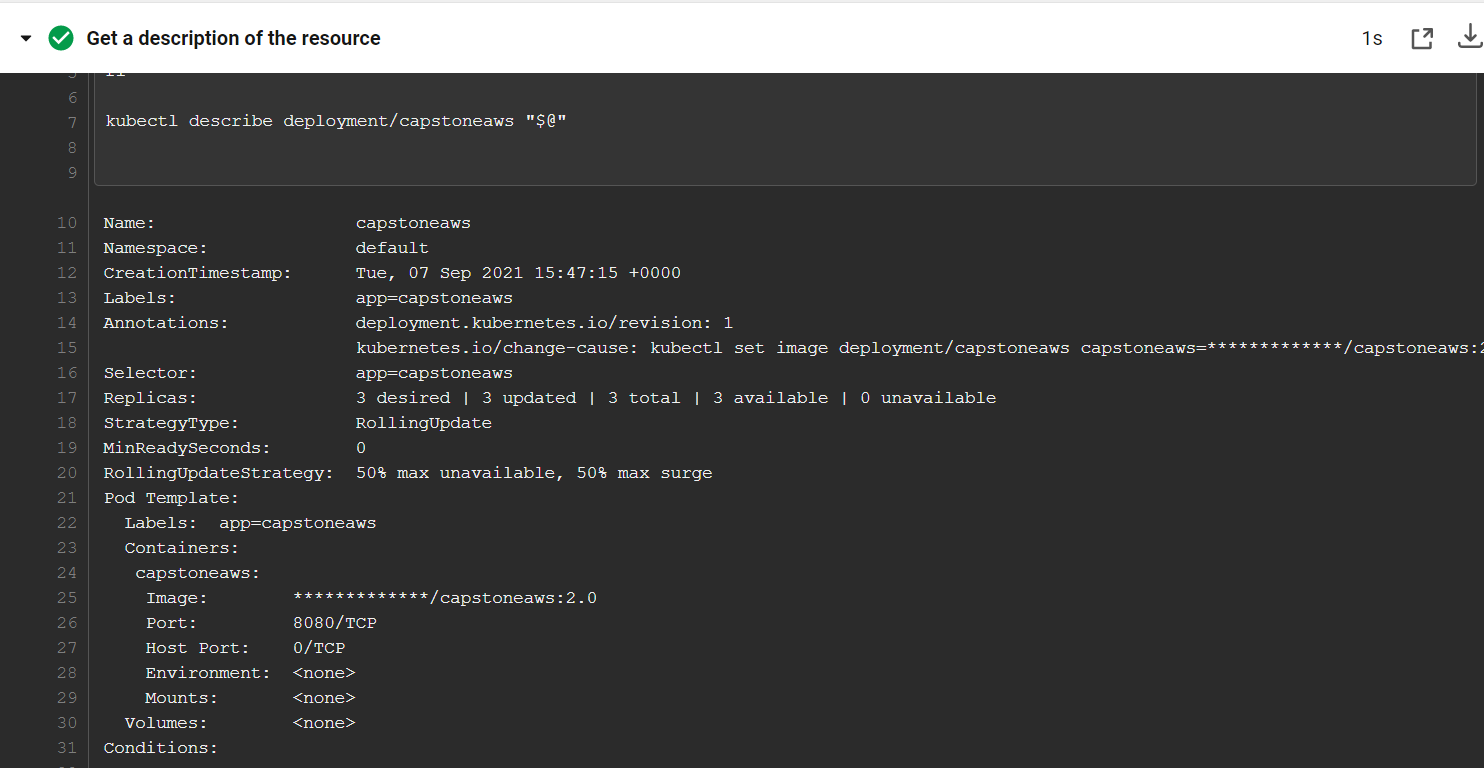 Get a description of the resource 1s
6
7 kubectl describe deployment/capstoneaws "$@"
8
9
10 Name: capstoneaws
11 Namespace: default
12 CreationTimestamp: Tue, 07 Sep 2021 15:47:15 +0000
13 Labels: app=capstoneaws
14 Annotations: deployment.kubernetes.io/revision: 1
15 kubernetes.io/change-cause: kubectl set image deployment/capstoneaws capstoneaws=*************/capstoneaws:2
16 Selector: app=capstoneaws
17 Replicas: 3 desired | 3 updated | 3 total | 3 available | 0 unavailable
18 StrategyType: RollingUpdate
19 MinReadySeconds: 0
20 RollingUpdateStrategy: 50% max unavailable, 50% max surge
21 Pod Template:
22 Labels: app=capstoneaws
23 Containers:
24 capstoneaws:
25 Image: *************/capstoneaws:2.0
26 Port: 8080/TCP
27 Host Port: 0/TCP
28 Environment: <none>
29 Mounts: <none>
30 Volumes: <none>
31 Conditions: